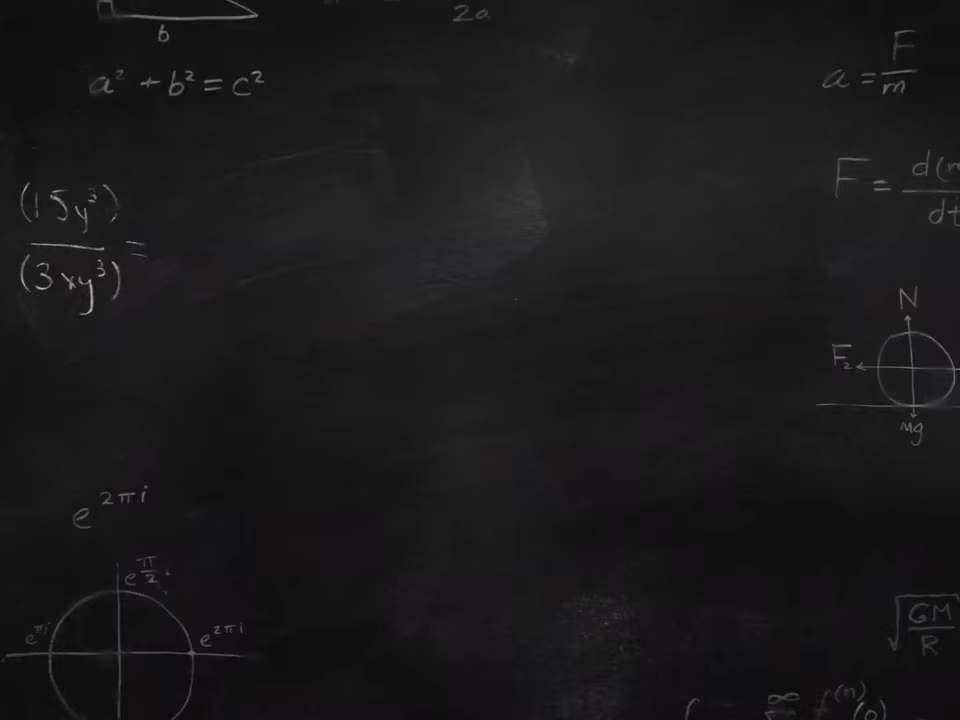 b
2a
a² + b² = c²
a = F/m
(15y³)/(3xy³) =
F = d(m/dt
N
F₂
mg
e^{2πi}
e^{π/2 i}
e^{πi}
e^{2πi}
√(GM/R)
∞
f^{(n)}(0)